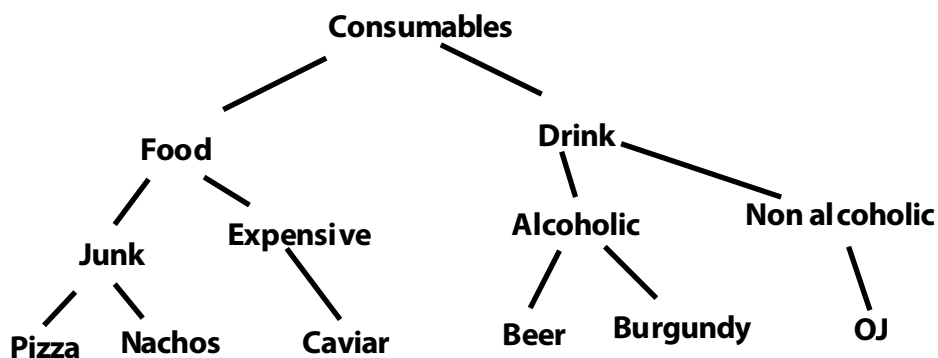 Consumables
Food
Drink
Junk
Expensive
Alcoholic
Non alcoholic
Pizza
Nachos
Caviar
Beer
Burgundy
OJ